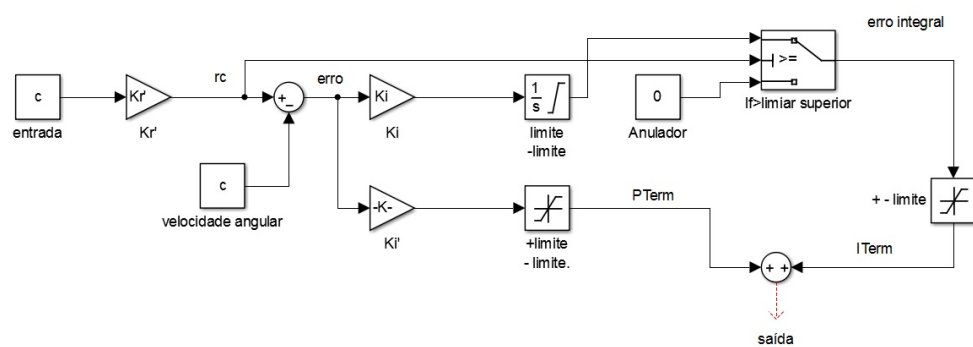 erro integral
rc
erro
c
Kr'
+
-
Ki
1
s
0
>=
entrada
Kr'
Ki
limite
-limite
Anulador
If>limiar superior
c
velocidade angular
-K-
PTerm
+ - limite
Ki'
+limite
- limite.
ITerm
+ +
saída